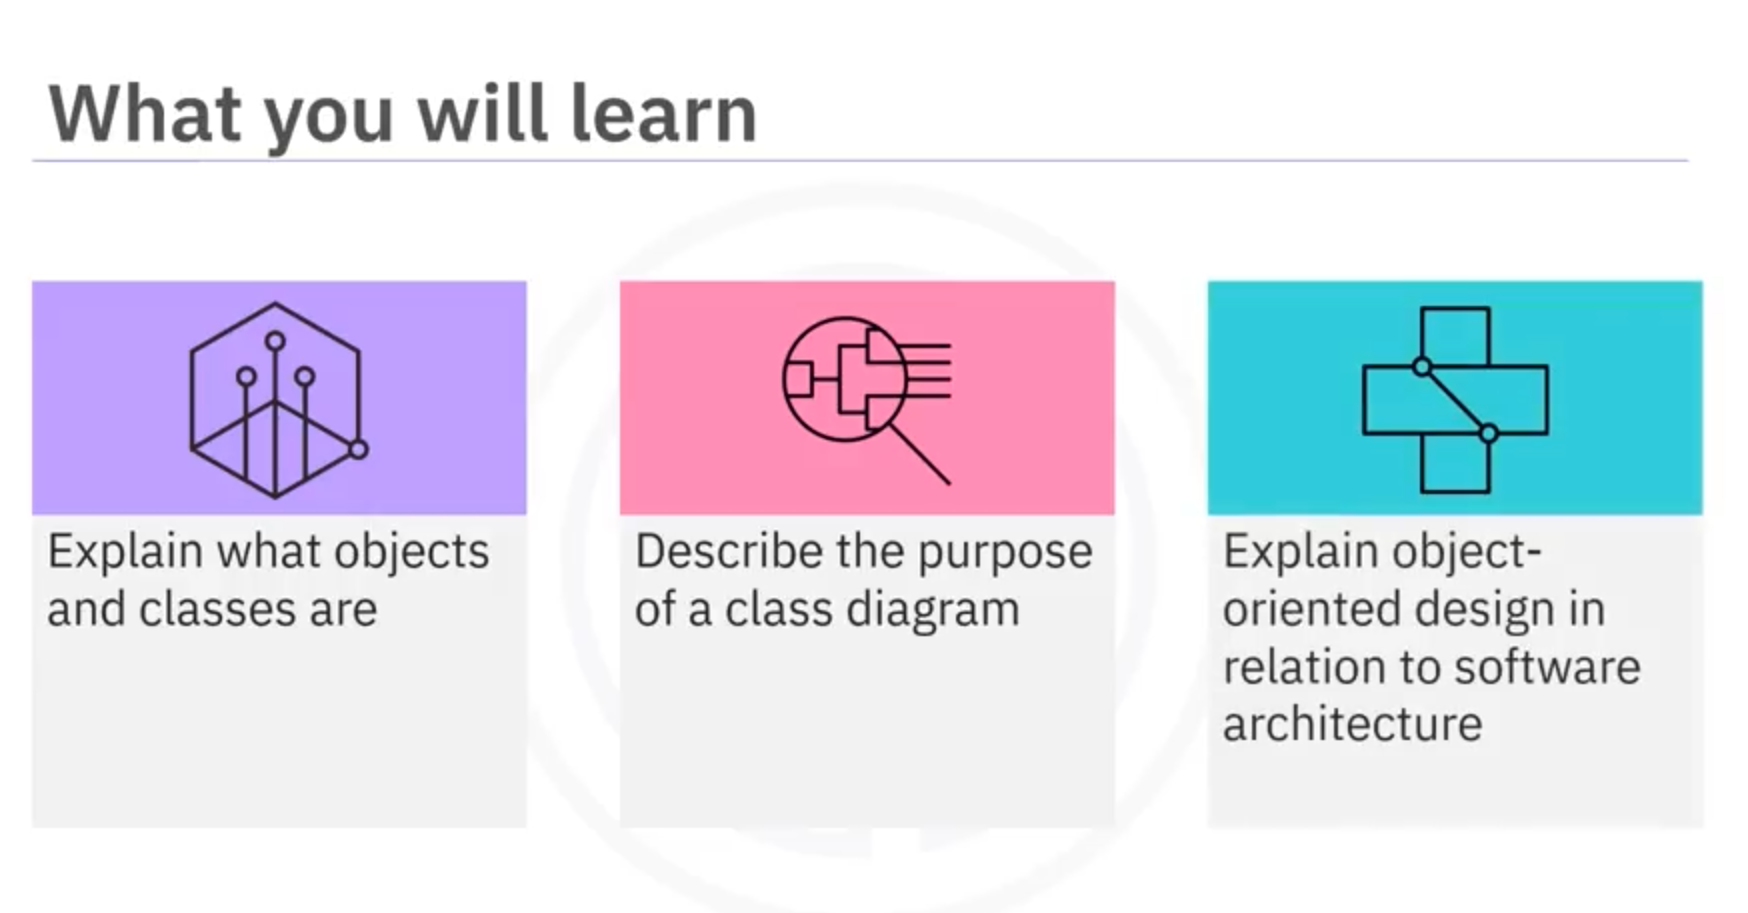 What you will learn
Explain what objects
and classes are
Describe the purpose
of a class diagram
Explain object-
oriented design in
relation to software
architecture